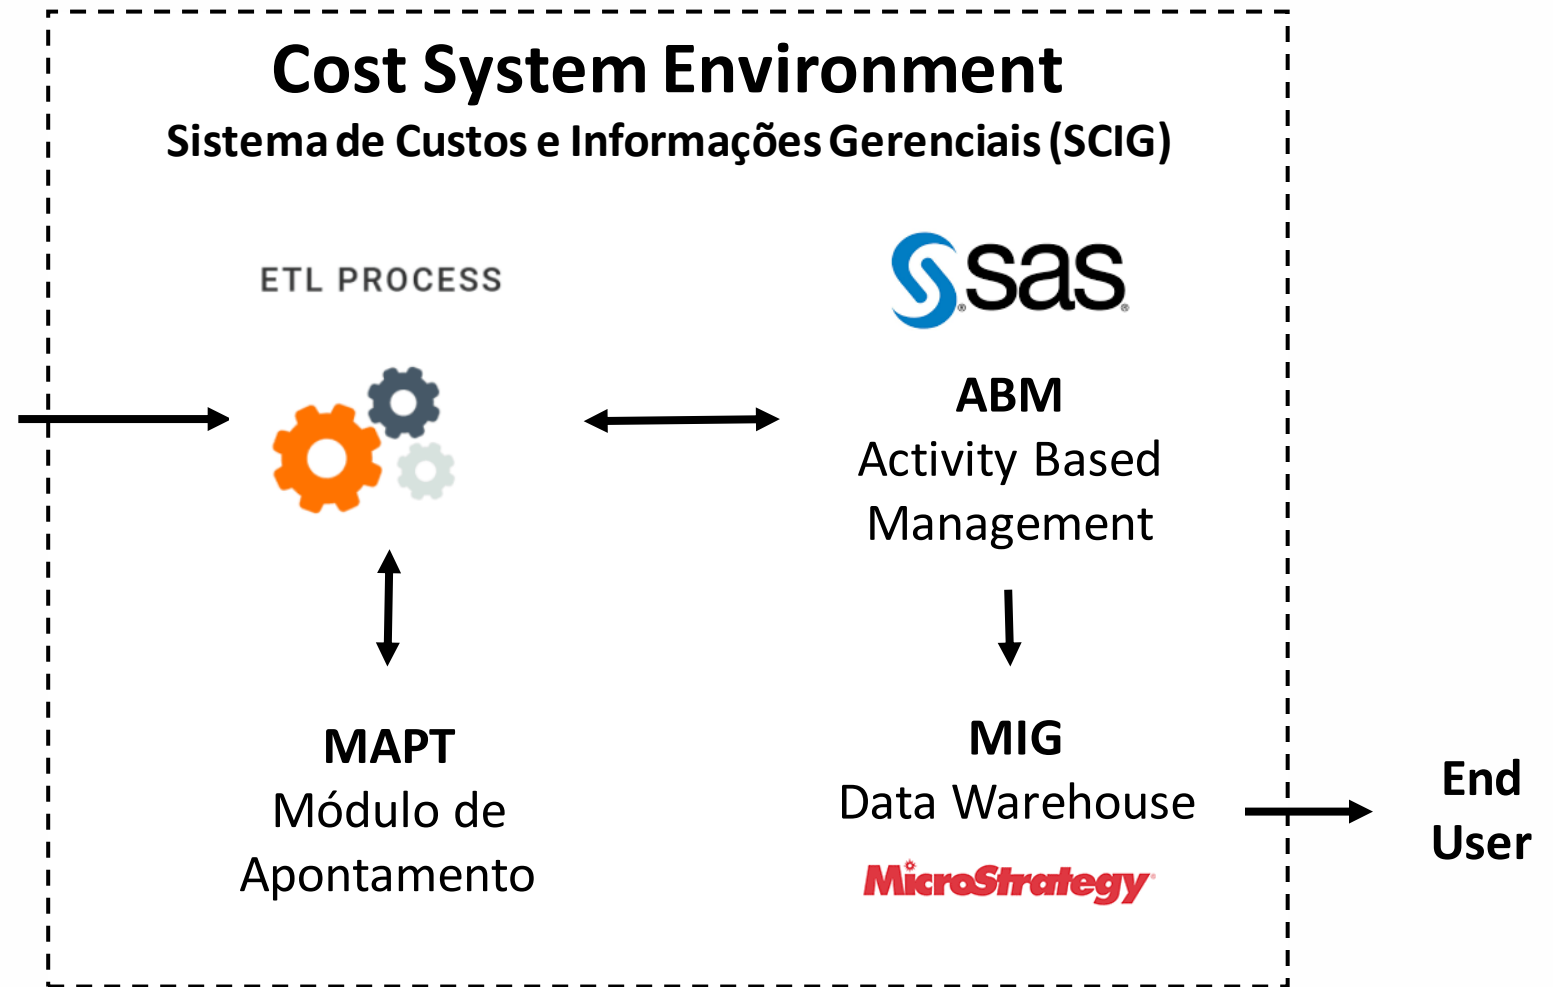 Cost System Environment
Sistema de Custos e Informações Gerenciais (SCIG)
ETL PROCESS
sas
ABM
Activity Based
Management
MAPT
Módulo de
Apontamento
MIG
Data Warehouse
MicroStrategy
End
User